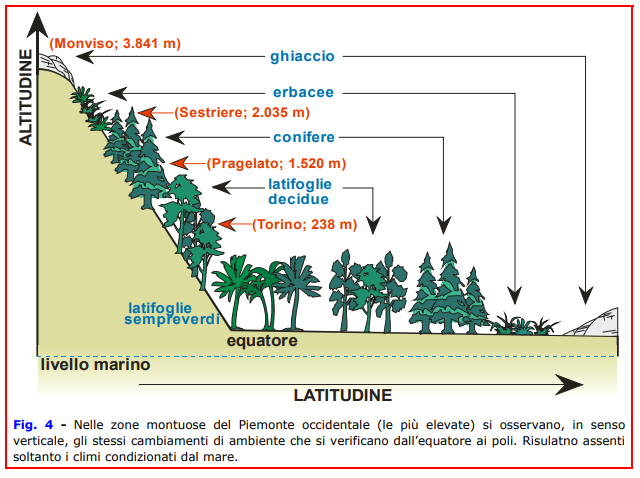 ALTITUDINE
(Monviso; 3.841 m)
ghiaccio
erbacee
(Sestriere; 2.035 m)
conifere
(Pragelato; 1.520 m)
latifoglie
decidue
(Torino; 238 m)
latifoglie
sempreverdi
equatore
livello marino
LATITUDINE
Fig. 4 - Nelle zone montuose del Piemonte occidentale (le più elevate) si osservano, in senso
verticale, gli stessi cambiamenti di ambiente che si verificano dall'equatore ai poli. Risulatno assenti
soltanto i climi condizionati dal mare.